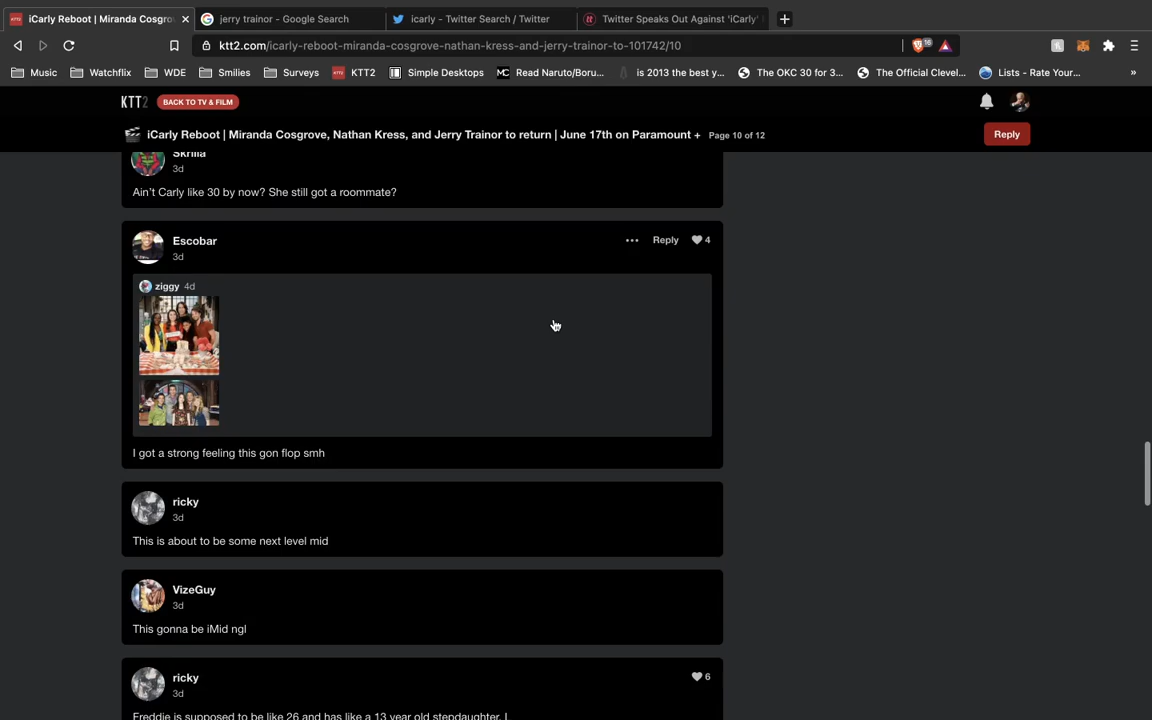 iCarly Reboot | Miranda Cosgro
jerry trainor - Google Search
icarly - Twitter Search / Twitter
Twitter Speaks Out Against 'iCarly'
ktt2.com/icarly-reboot-miranda-cosgrove-nathan-kress-and-jerry-trainor-to-101742/10
16
Music
Watchflix
WDE
Smilies
Surveys
KTT2
Simple Desktops
Read Naruto/Boru...
is 2013 the best y...
The OKC 30 for 3...
The Official Clevel...
Lists - Rate Your...
»
KTT2 BACK TO TV & FILM
iCarly Reboot | Miranda Cosgrove, Nathan Kress, and Jerry Trainor to return | June 17th on Paramount + Page 10 of 12
Reply
Skrilla
3d
Ain't Carly like 30 by now? She still got a roommate?
Escobar
3d
Reply 4
ziggy 4d
I got a strong feeling this gon flop smh
ricky
3d
This is about to be some next level mid
VizeGuy
3d
This gonna be iMid ngl
ricky
3d
6
Freddie is supposed to be like 26 and has like a 13 year old stepdaughter. I